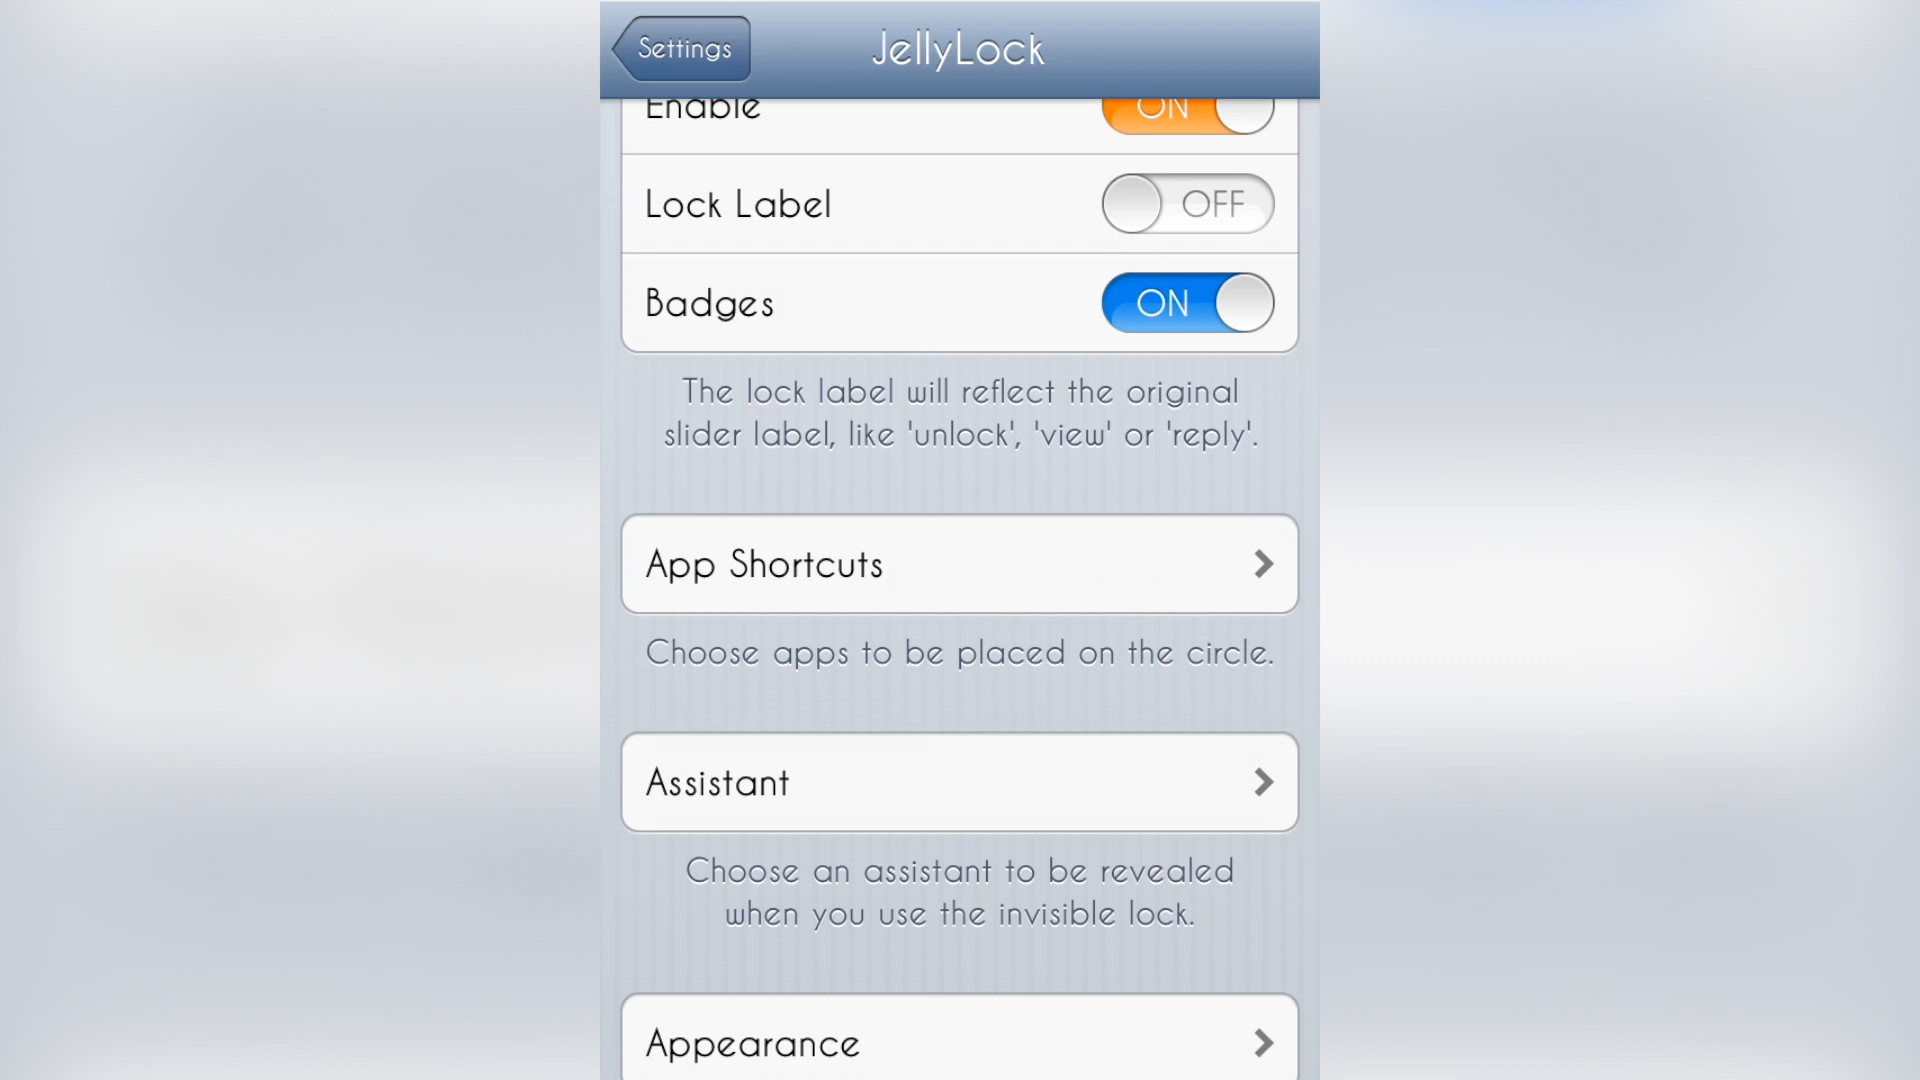 Settings
JellyLock
Enable ON
Lock Label OFF
Badges ON
The lock label will reflect the original
slider label, like 'unlock', 'view' or 'reply'.
App Shortcuts
Choose apps to be placed on the circle.
Assistant
Choose an assistant to be revealed
when you use the invisible lock.
Appearance